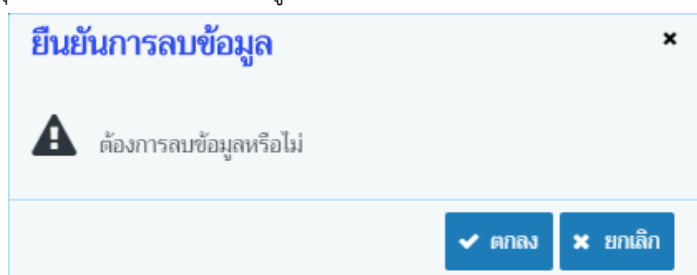 ยืนยันการลบข้อมูล
ต้องการลบข้อมูลหรือไม่
ตกลง ยกเลิก